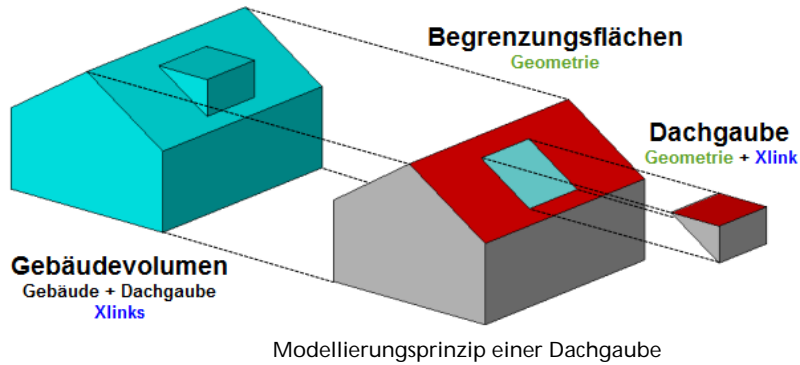 Begrenzungsflächen
Geometrie
Dachgaube
Geometrie + Xlink
Gebäudevolumen
Gebäude + Dachgaube
Xlinks
Modellierungsprinzip einer Dachgaube